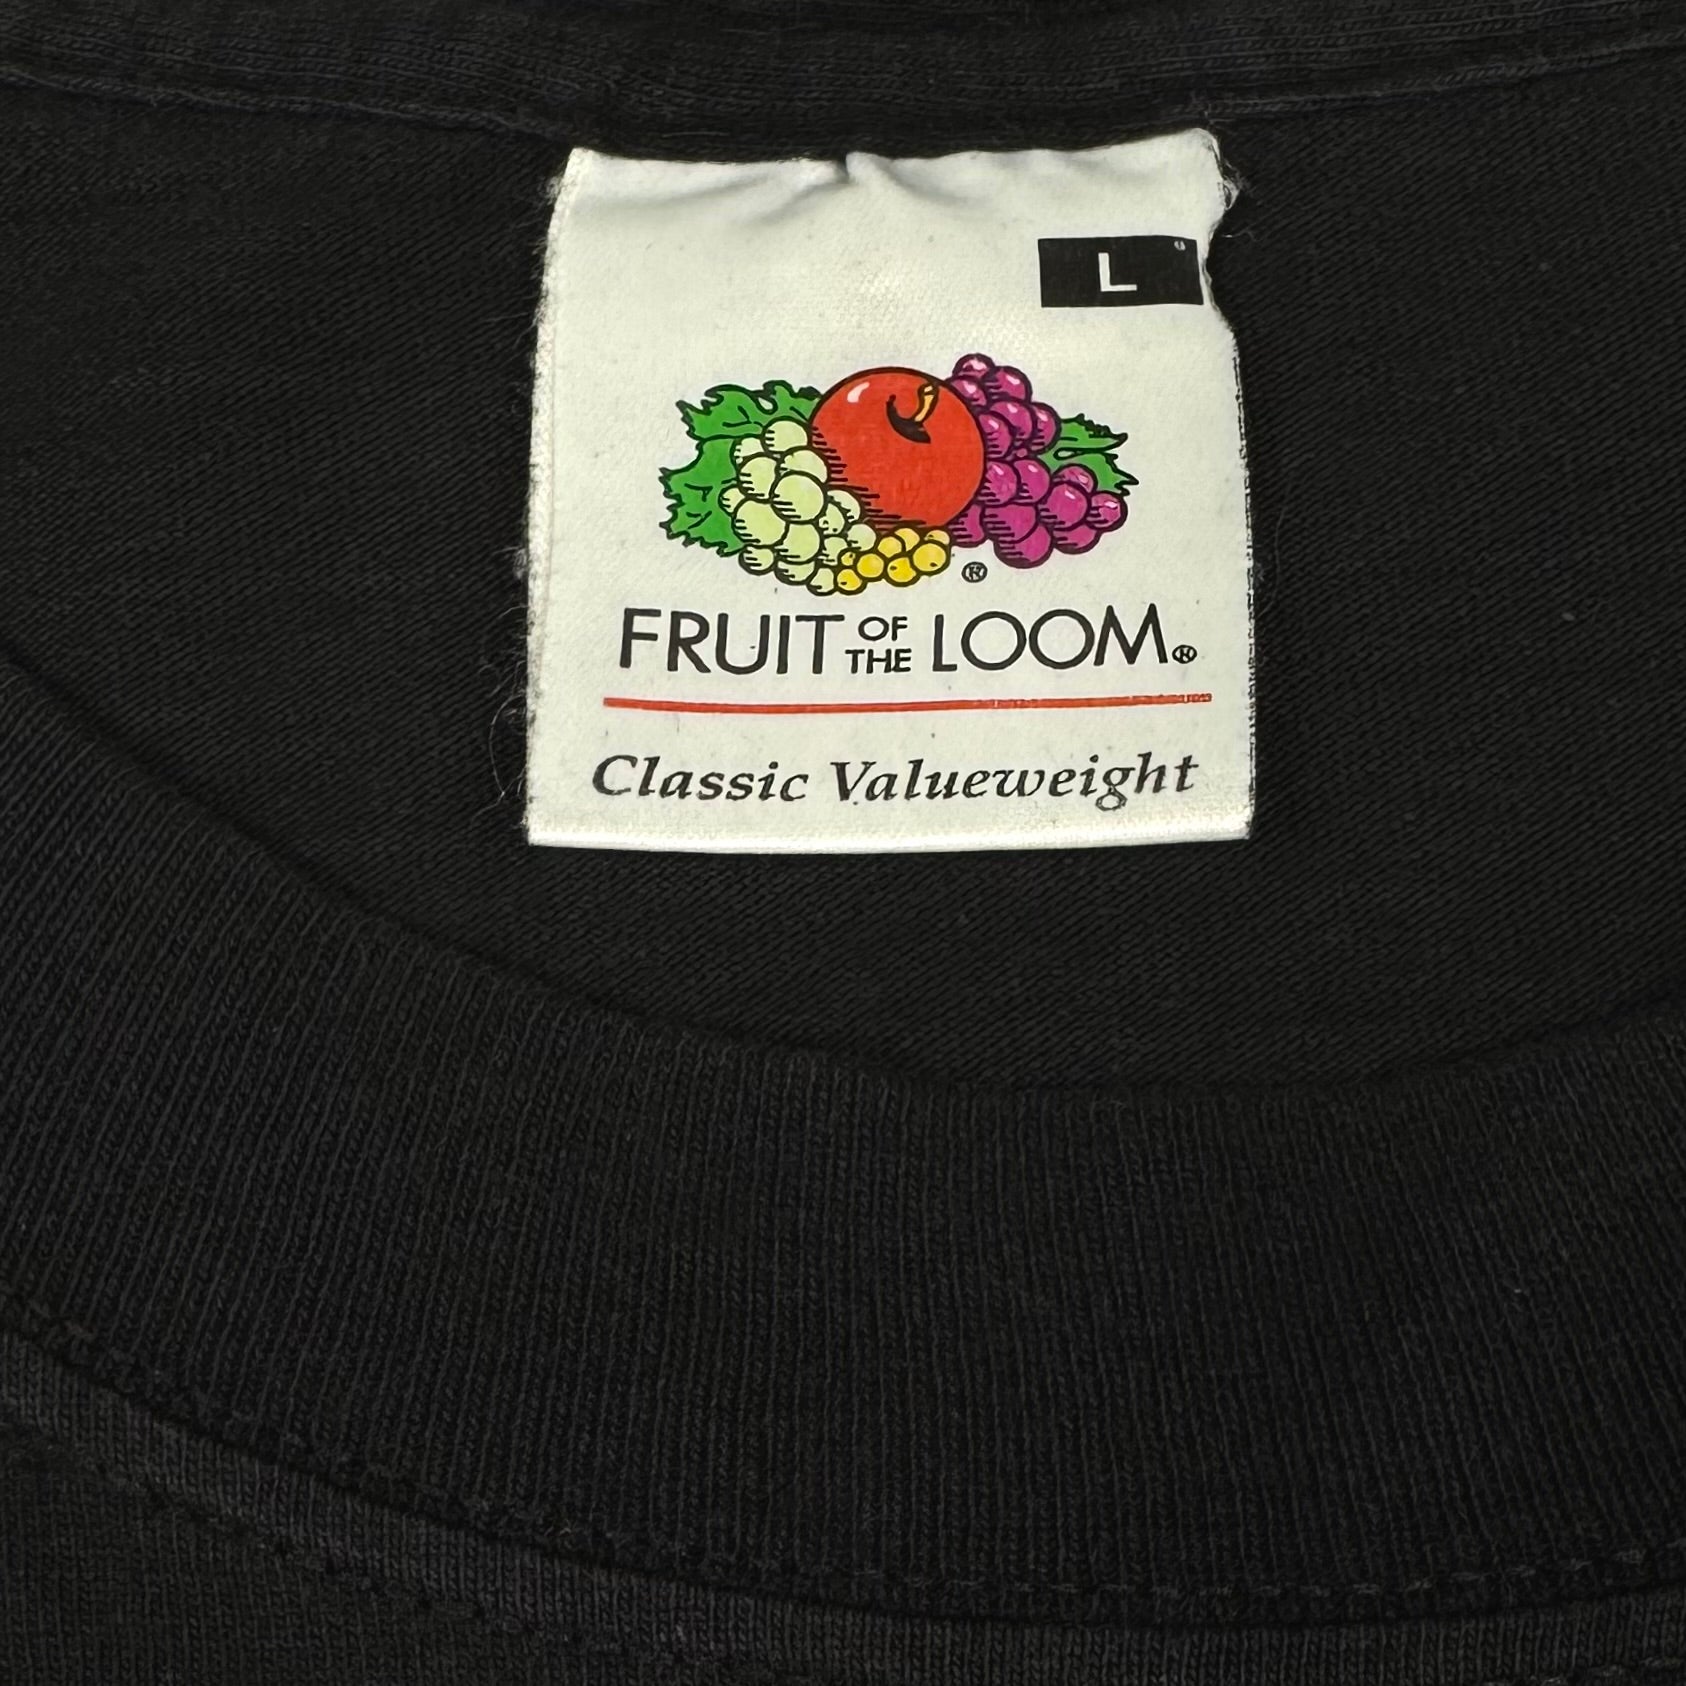 L
®
FRUIT OF THE LOOM®
Classic Valueweight